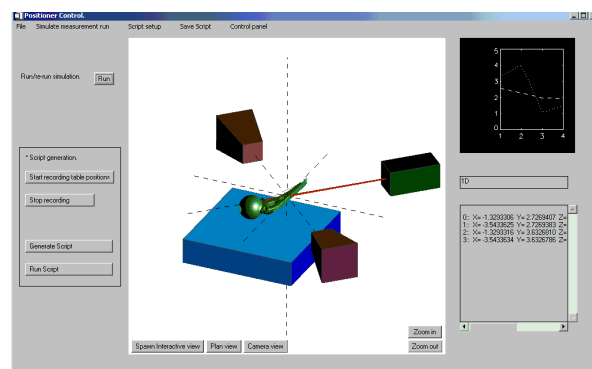 Positioner Control.
File Simulate measurement run Script setup Save Script Control panel
Run/re-run simulation. Run
5
4
3
2
1
0
1 2 3 4
* Script generation.
Start recording table positions
Stop recording
Generate Script
Run Script
1D
0: X= -1.3293306 Y= 2.7269407 Z=
1: X= -3.5433625 Y= 2.7269383 Z=
2: X= -1.3293316 Y= 3.6326810 Z=
3: X= -3.5433634 Y= 3.6326786 Z=
Zoom in
Spawn Interactive view Plan view Camera view Zoom out